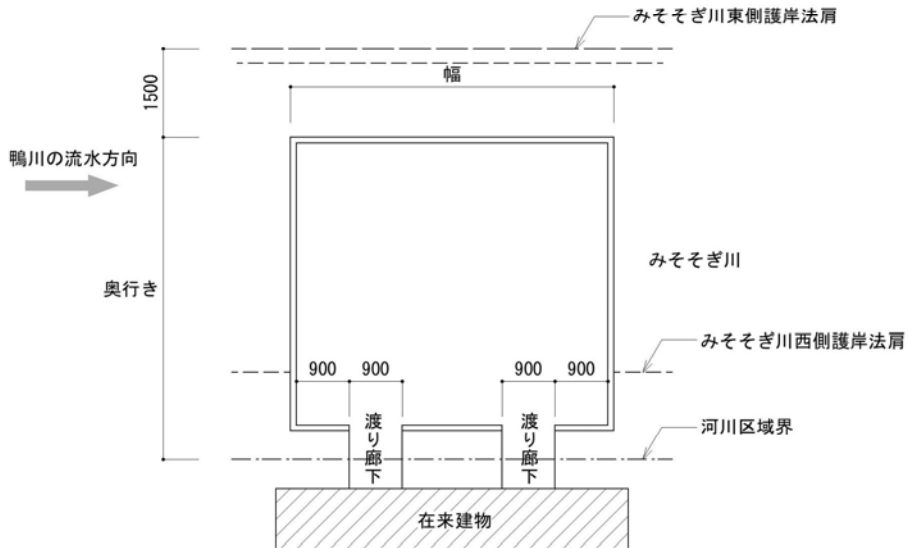 みそそぎ川東側護岸法肩
幅
1500
鴨川の流水方向
みそそぎ川
奥行き
みそそぎ川西側護岸法肩
900
900
900
900
渡り廊下
渡り廊下
河川区域界
在来建物